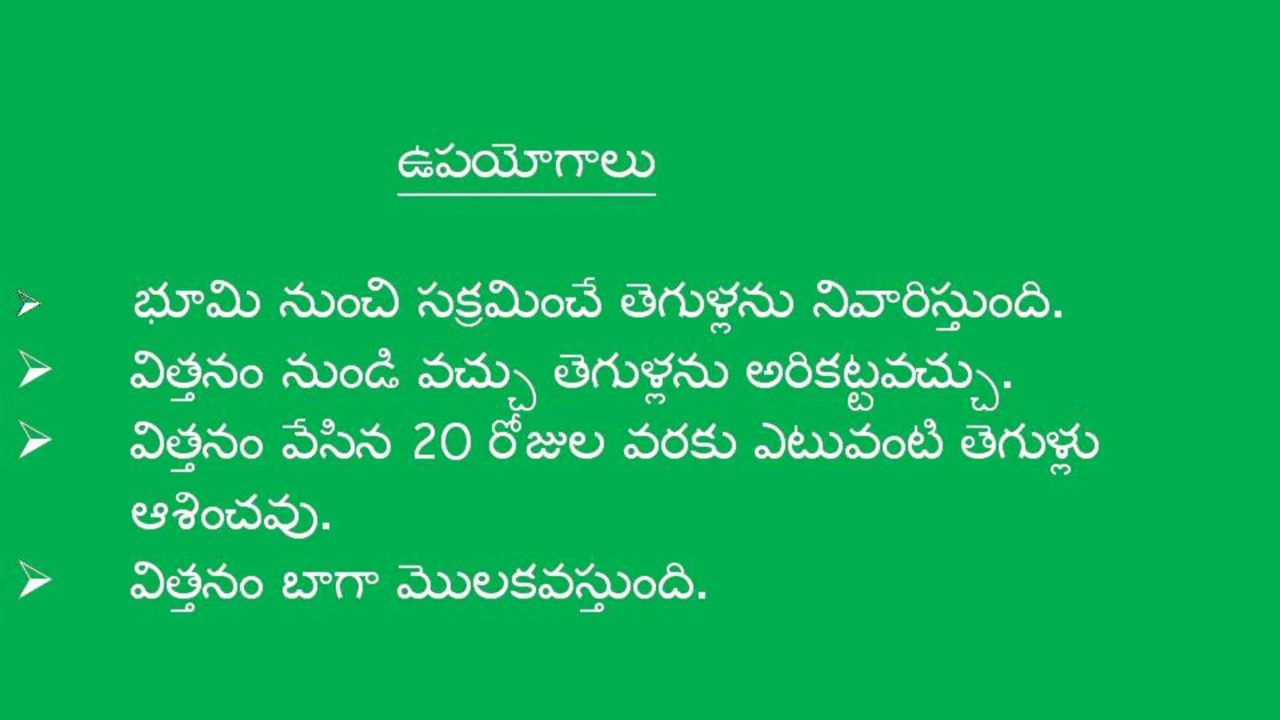 ఉపయోగాలు
భూమి నుంచి సక్రమించే తెగుళ్లను నివారిస్తుంది.
విత్తనం నుండి వచ్చు తెగుళ్లను అరికట్టవచ్చు.
విత్తనం వేసిన 20 రోజుల వరకు ఎటువంటి తెగుళ్లు
ఆశించవు.
విత్తనం బాగా మొలకవస్తుంది.